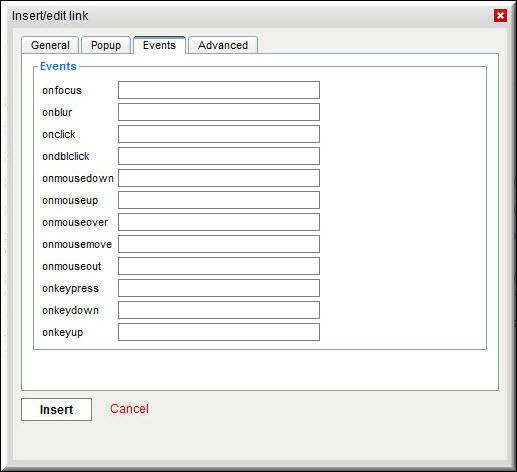 Insert/edit link
General Popup Events Advanced
Events
onfocus
onblur
onclick
ondblclick
onmousedown
onmouseup
onmouseover
onmousemove
onmouseout
onkeypress
onkeydown
onkeyup
Insert Cancel